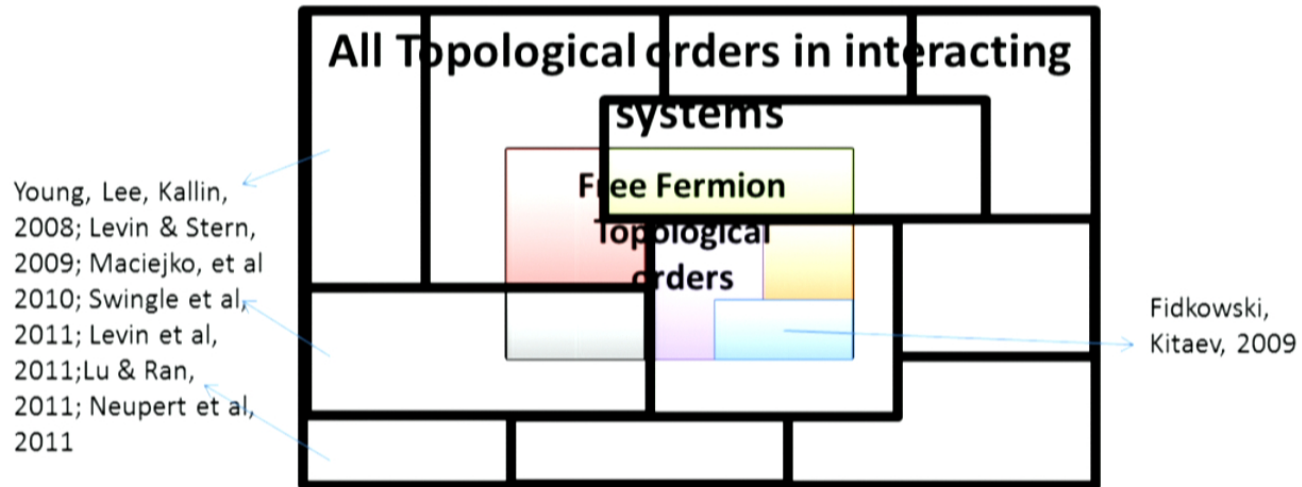 All Topological orders in interacting
systems
Free Fermion
Topological
orders
Young, Lee, Kallin,
2008; Levin & Stern,
2009; Maciejko, et al
2010; Swingle et al,
2011; Levin et al,
2011;Lu & Ran,
2011; Neupert et al,
2011
Fidkowski,
Kitaev, 2009